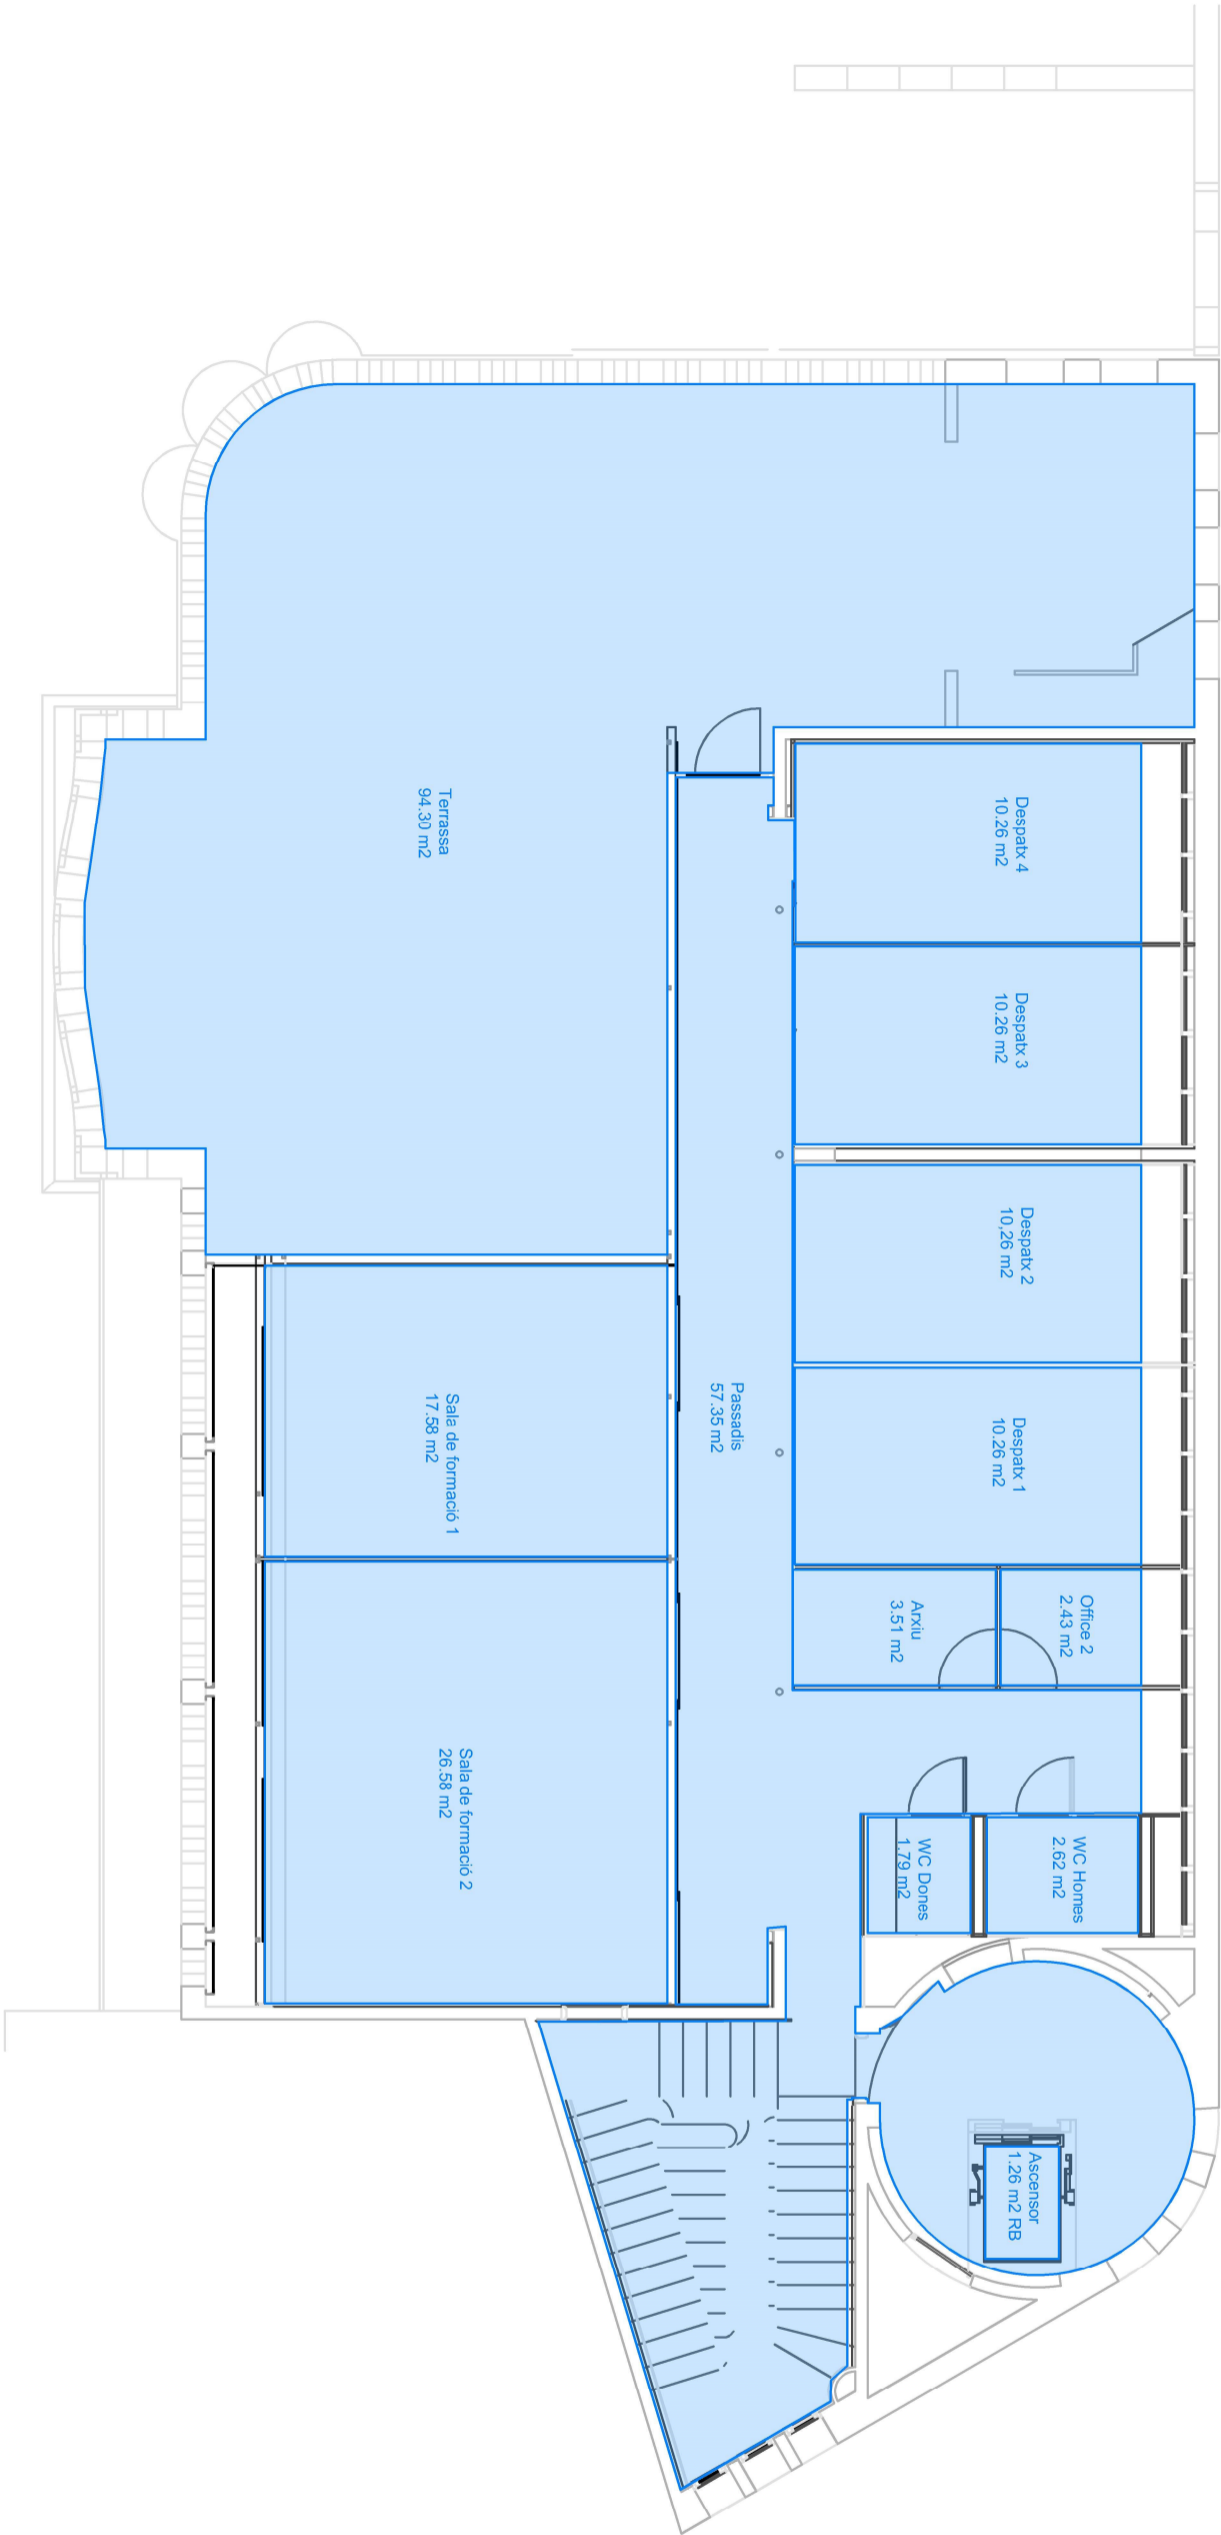 Terrassa
94.30 m2
Despatx 4
10.26 m2
Despatx 3
10.26 m2
Despatx 2
10,26 m2
Despatx 1
10.26 m2
Passadis
57.35 m2
Sala de formació 1
17.58 m2
Office 2
2.43 m2
Arxiu
3.51 m2
Sala de formació 2
26.58 m2
WC Homes
2.62 m2
WC Dones
1.79 m2
Ascensor
1.26 m2 RB